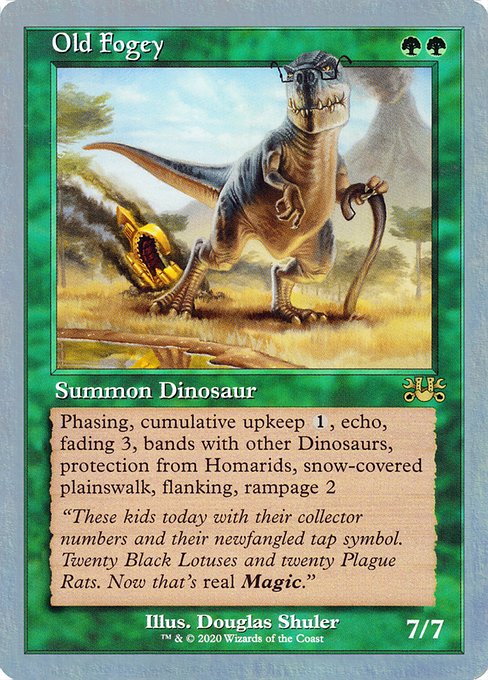 Old Fogey
Summon Dinosaur
Phasing, cumulative upkeep 1, echo,
fading 3, bands with other Dinosaurs,
protection from Homarids, snow-covered
plainswalk, flanking, rampage 2
“These kids today with their collector
numbers and their newfangled tap symbol.
Twenty Black Lotuses and twenty Plague
Rats. Now that’s real Magic.”
Illus. Douglas Shuler
™ & © 2020 Wizards of the Coast
7/7